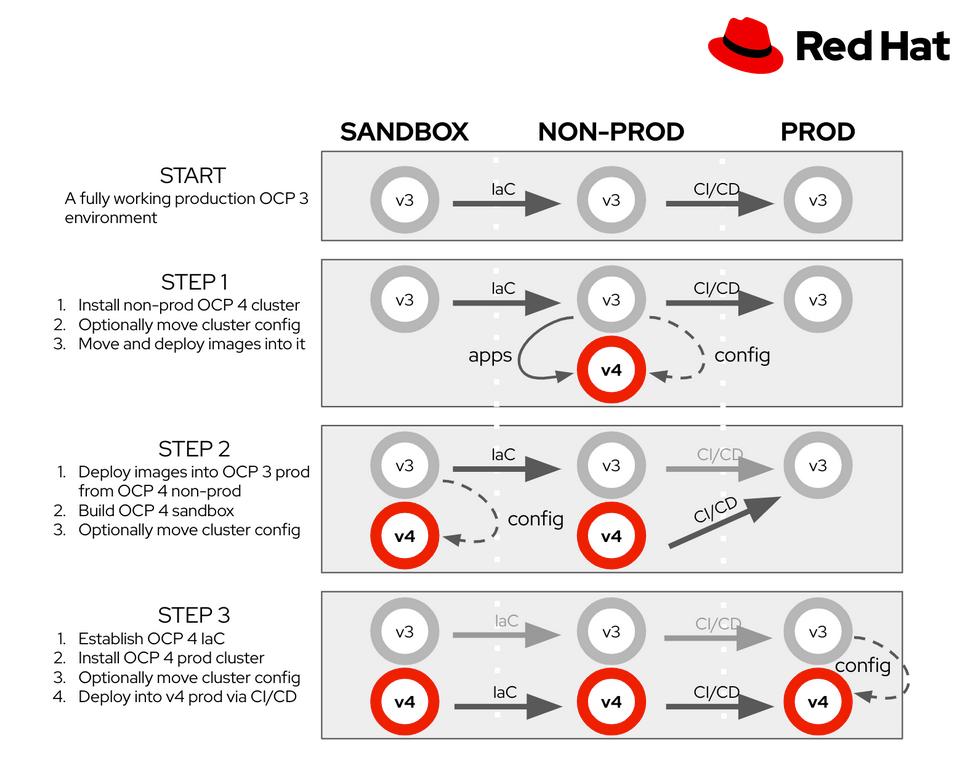 Red Hat
SANDBOX NON-PROD PROD
START
A fully working production OCP 3
environment
v3 IaC v3 CI/CD v3
STEP 1
1. Install non-prod OCP 4 cluster
2. Optionally move cluster config
3. Move and deploy images into it
v3 IaC v3 CI/CD v3
apps v4 config
STEP 2
1. Deploy images into OCP 3 prod
from OCP 4 non-prod
2. Build OCP 4 sandbox
3. Optionally move cluster config
v3 IaC v3 CI/CD v3
v4 config v4 CI/CD
STEP 3
1. Establish OCP 4 IaC
2. Install OCP 4 prod cluster
3. Optionally move cluster config
4. Deploy into v4 prod via CI/CD
v3 IaC v3 CI/CD v3
config
v4 IaC v4 CI/CD v4